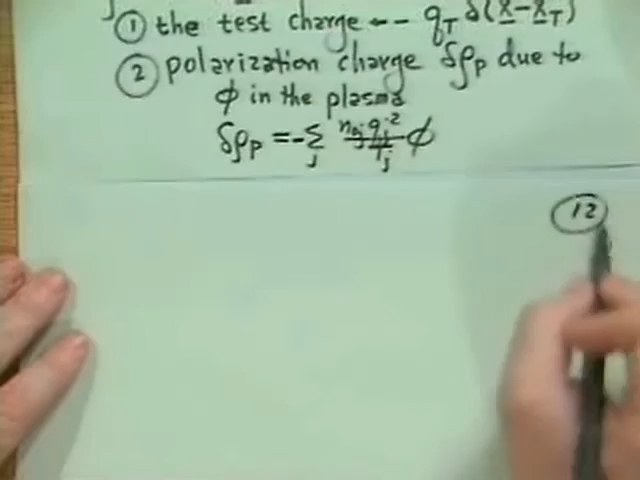 ① the test charge -- q_T δ(x̲-x̲_T)
② polarization charge δρ_p due to
ϕ in the plasma
δρ_p = -Σ_j n_0j q_j² / T_j ϕ
⑫